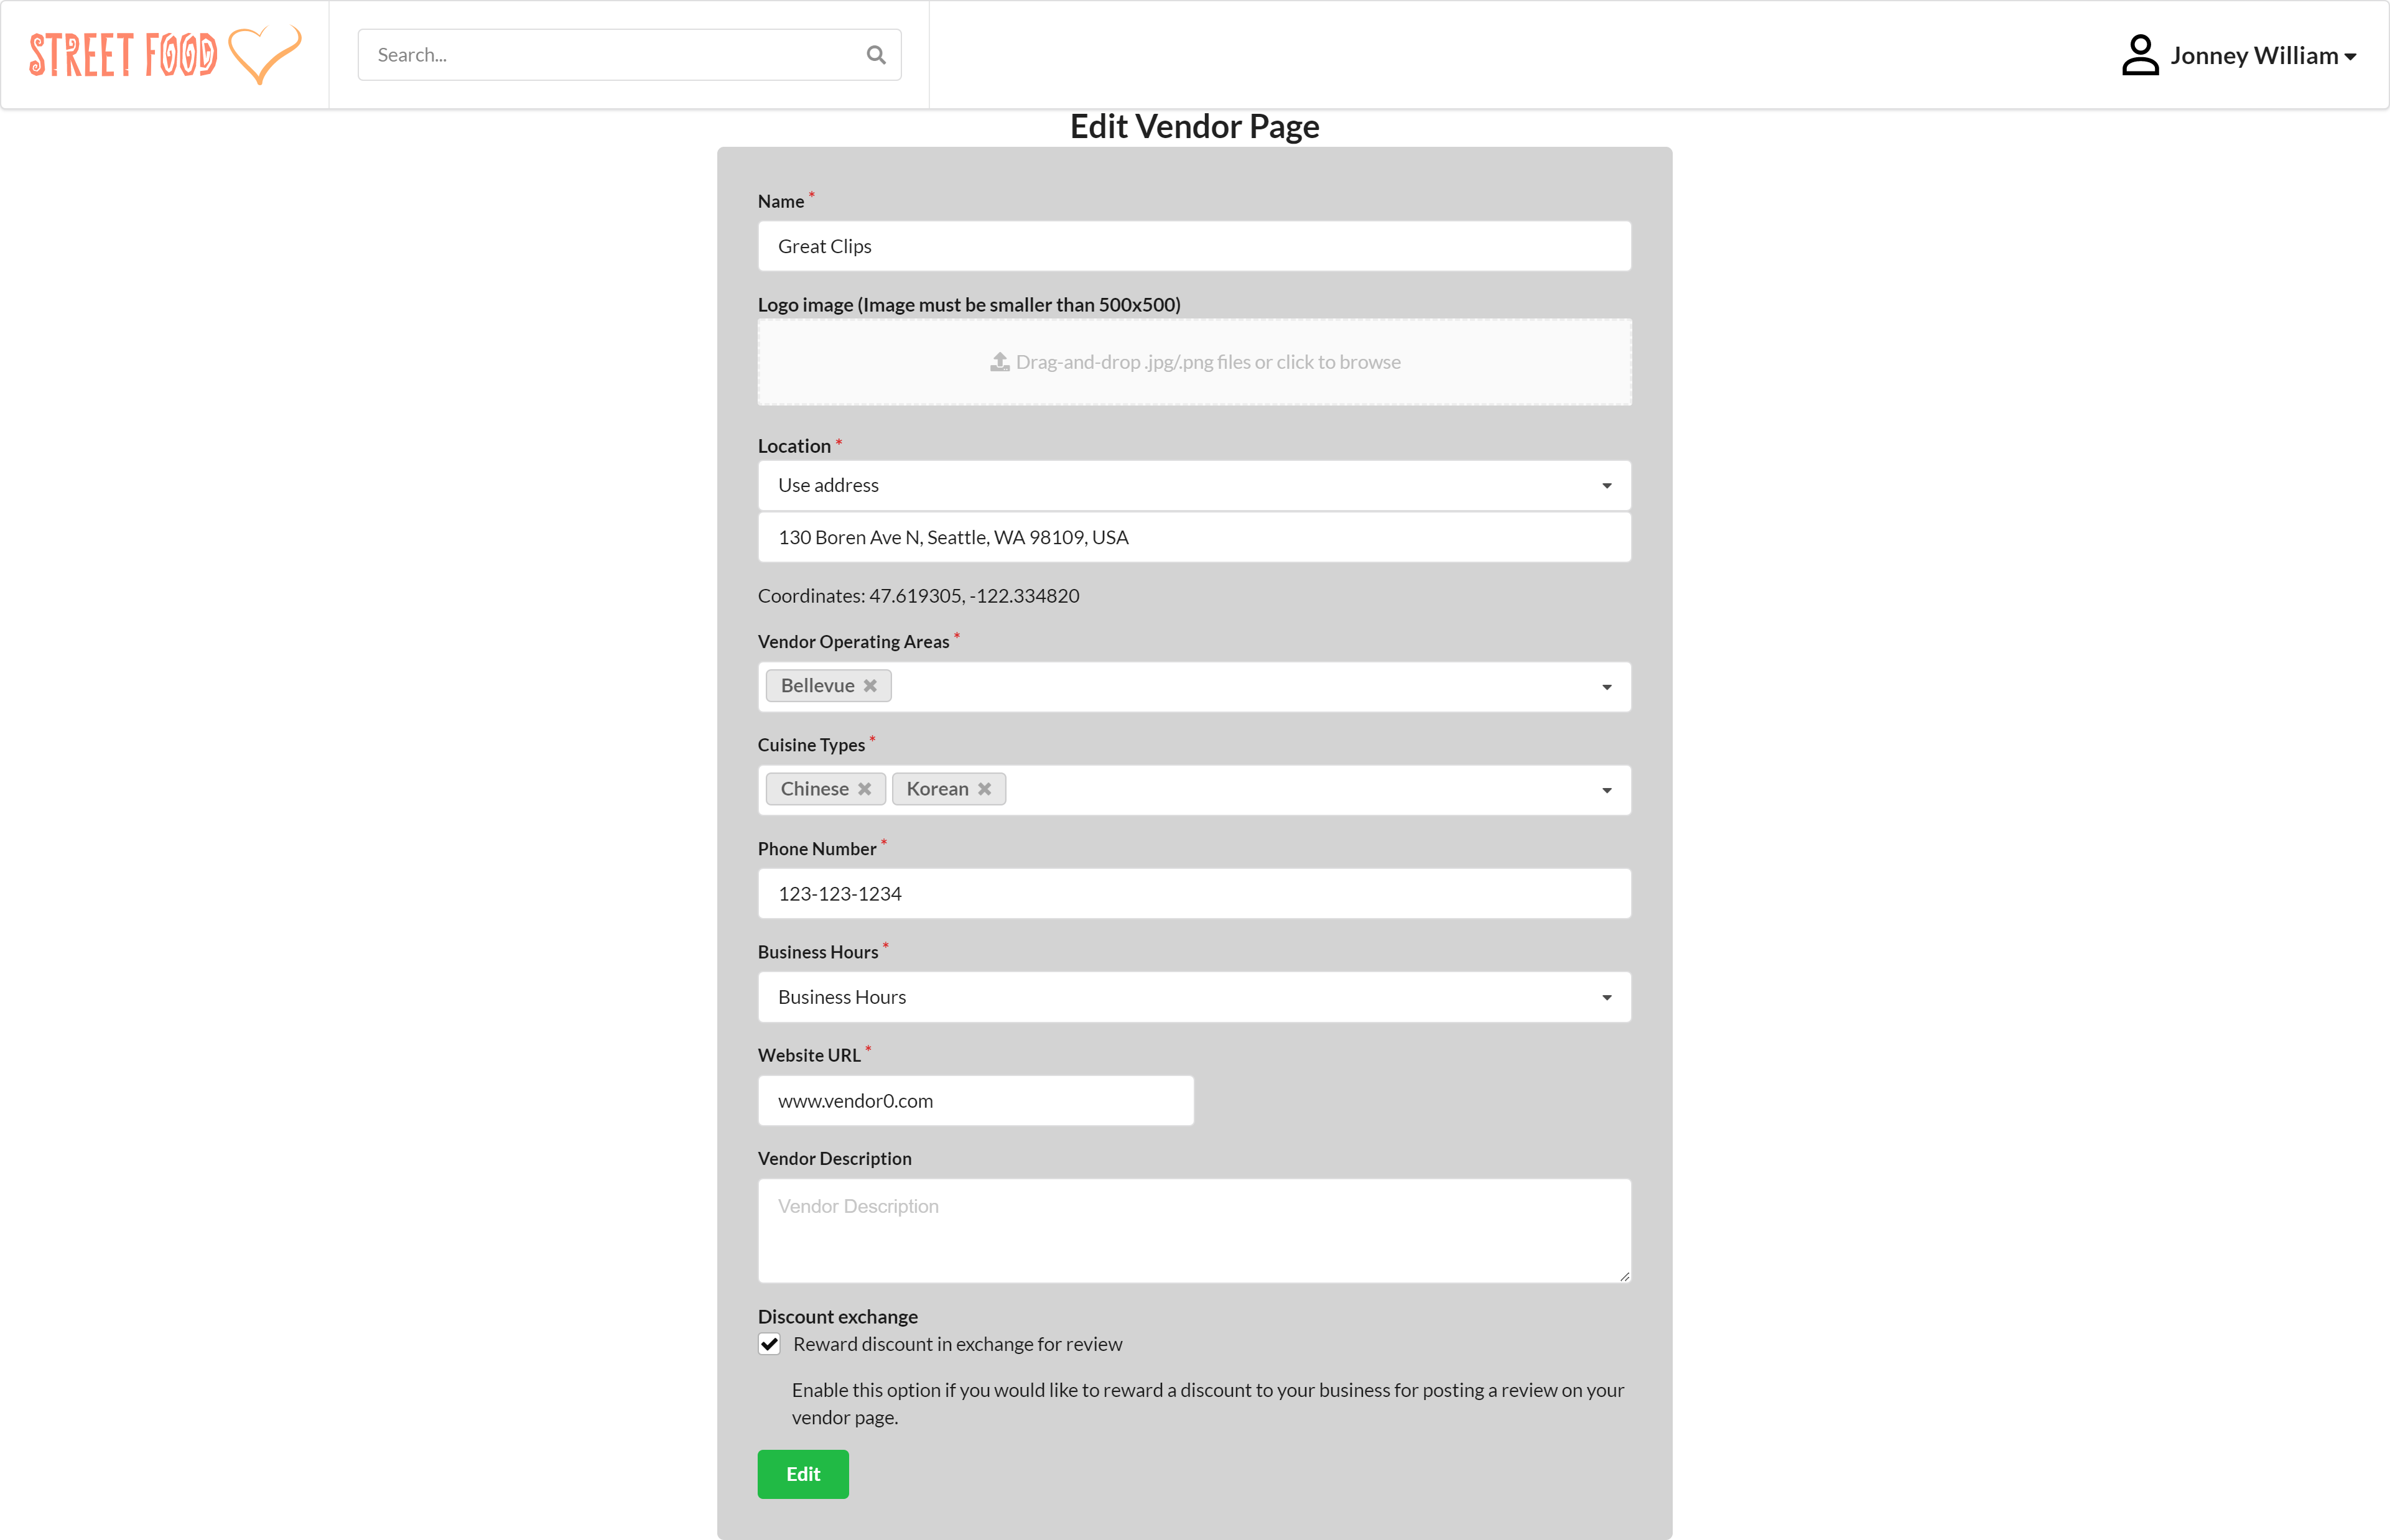 STREET FOOD
Search...
Jonney William
Edit Vendor Page
Name *
Great Clips
Logo image (Image must be smaller than 500x500)
Drag-and-drop .jpg/.png files or click to browse
Location *
Use address
130 Boren Ave N, Seattle, WA 98109, USA
Coordinates: 47.619305, -122.334820
Vendor Operating Areas *
Bellevue
Cuisine Types *
Chinese Korean
Phone Number *
123-123-1234
Business Hours *
Business Hours
Website URL *
www.vendor0.com
Vendor Description
Vendor Description
Discount exchange
Reward discount in exchange for review
Enable this option if you would like to reward a discount to your business for posting a review on your
vendor page.
Edit